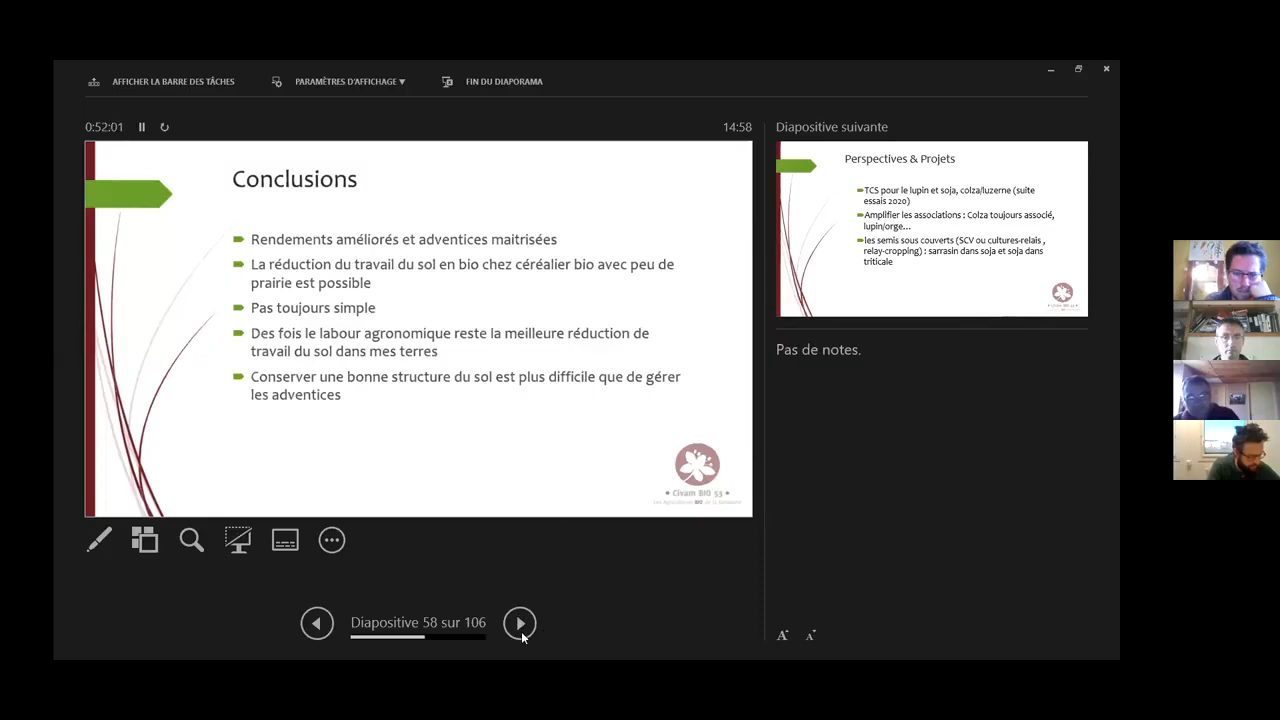 AFFICHER LA BARRE DES TÂCHES
PARAMÈTRES D'AFFICHAGE ▼
FIN DU DIAPORAMA
0:52:01
14:58
Conclusions
Rendements améliorés et adventices maitrisées
La réduction du travail du sol en bio chez céréalier bio avec peu de
prairie est possible
Pas toujours simple
Des fois le labour agronomique reste la meilleure réduction de
travail du sol dans mes terres
Conserver une bonne structure du sol est plus difficile que de gérer
les adventices
• Civam BIO 53 •
Les Agriculteurs BIO de la Mayenne
Diapositive suivante
Perspectives & Projets
TCS pour le lupin et soja, colza/luzerne (suite
essais 2020)
Amplifier les associations : Colza toujours associé,
lupin/orge...
les semis sous couverts (SCV ou cultures-relais ,
relay-cropping) : sarrasin dans soja et soja dans
triticale
Pas de notes.
Diapositive 58 sur 106
A A